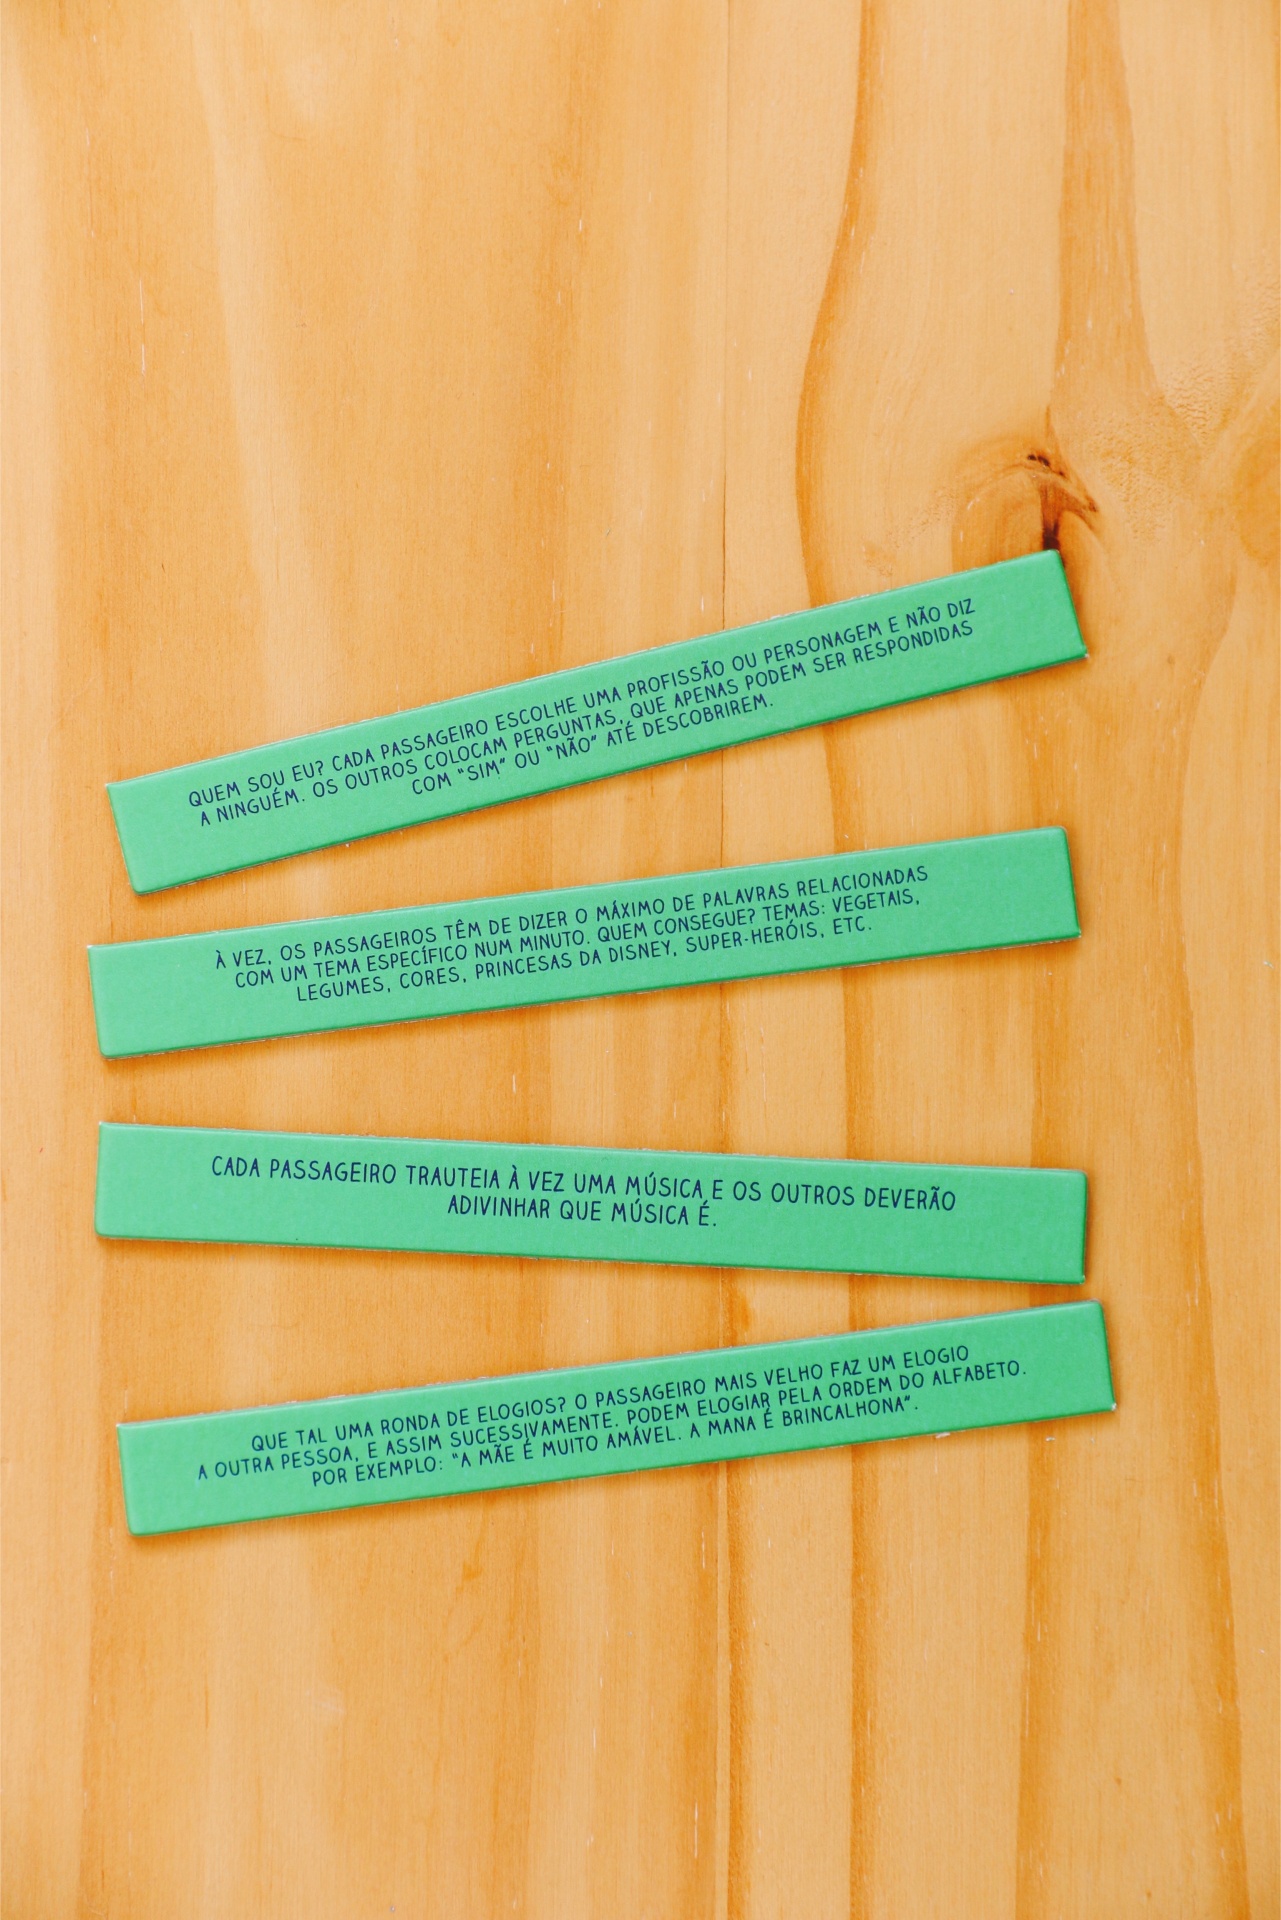 QUEM SOU EU? CADA PASSAGEIRO ESCOLHE UMA PROFISSÃO OU PERSONAGEM E NÃO DIZ
A NINGUÉM. OS OUTROS COLOCAM PERGUNTAS, QUE APENAS PODEM SER RESPONDIDAS
COM "SIM" OU "NÃO" ATÉ DESCOBRIREM.
À VEZ, OS PASSAGEIROS TÊM DE DIZER O MÁXIMO DE PALAVRAS RELACIONADAS
COM UM TEMA ESPECÍFICO NUM MINUTO. QUEM CONSEGUE? TEMAS: VEGETAIS,
LEGUMES, CORES, PRINCESAS DA DISNEY, SUPER-HERÓIS, ETC.
CADA PASSAGEIRO TRAUTEIA À VEZ UMA MÚSICA E OS OUTROS DEVERÃO
ADIVINHAR QUE MÚSICA É.
QUE TAL UMA RONDA DE ELOGIOS? O PASSAGEIRO MAIS VELHO FAZ UM ELOGIO
A OUTRA PESSOA, E ASSIM SUCESSIVAMENTE. PODEM ELOGIAR PELA ORDEM DO ALFABETO.
POR EXEMPLO: "A MÃE É MUITO AMÁVEL. A MANA É BRINCALHONA".